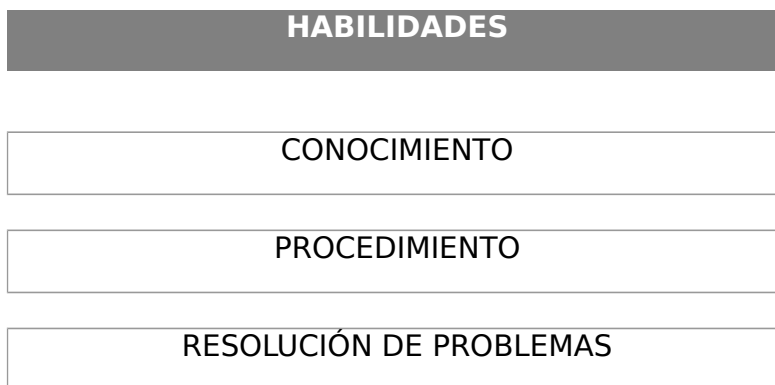 HABILIDADES
CONOCIMIENTO
PROCEDIMIENTO
RESOLUCIÓN DE PROBLEMAS